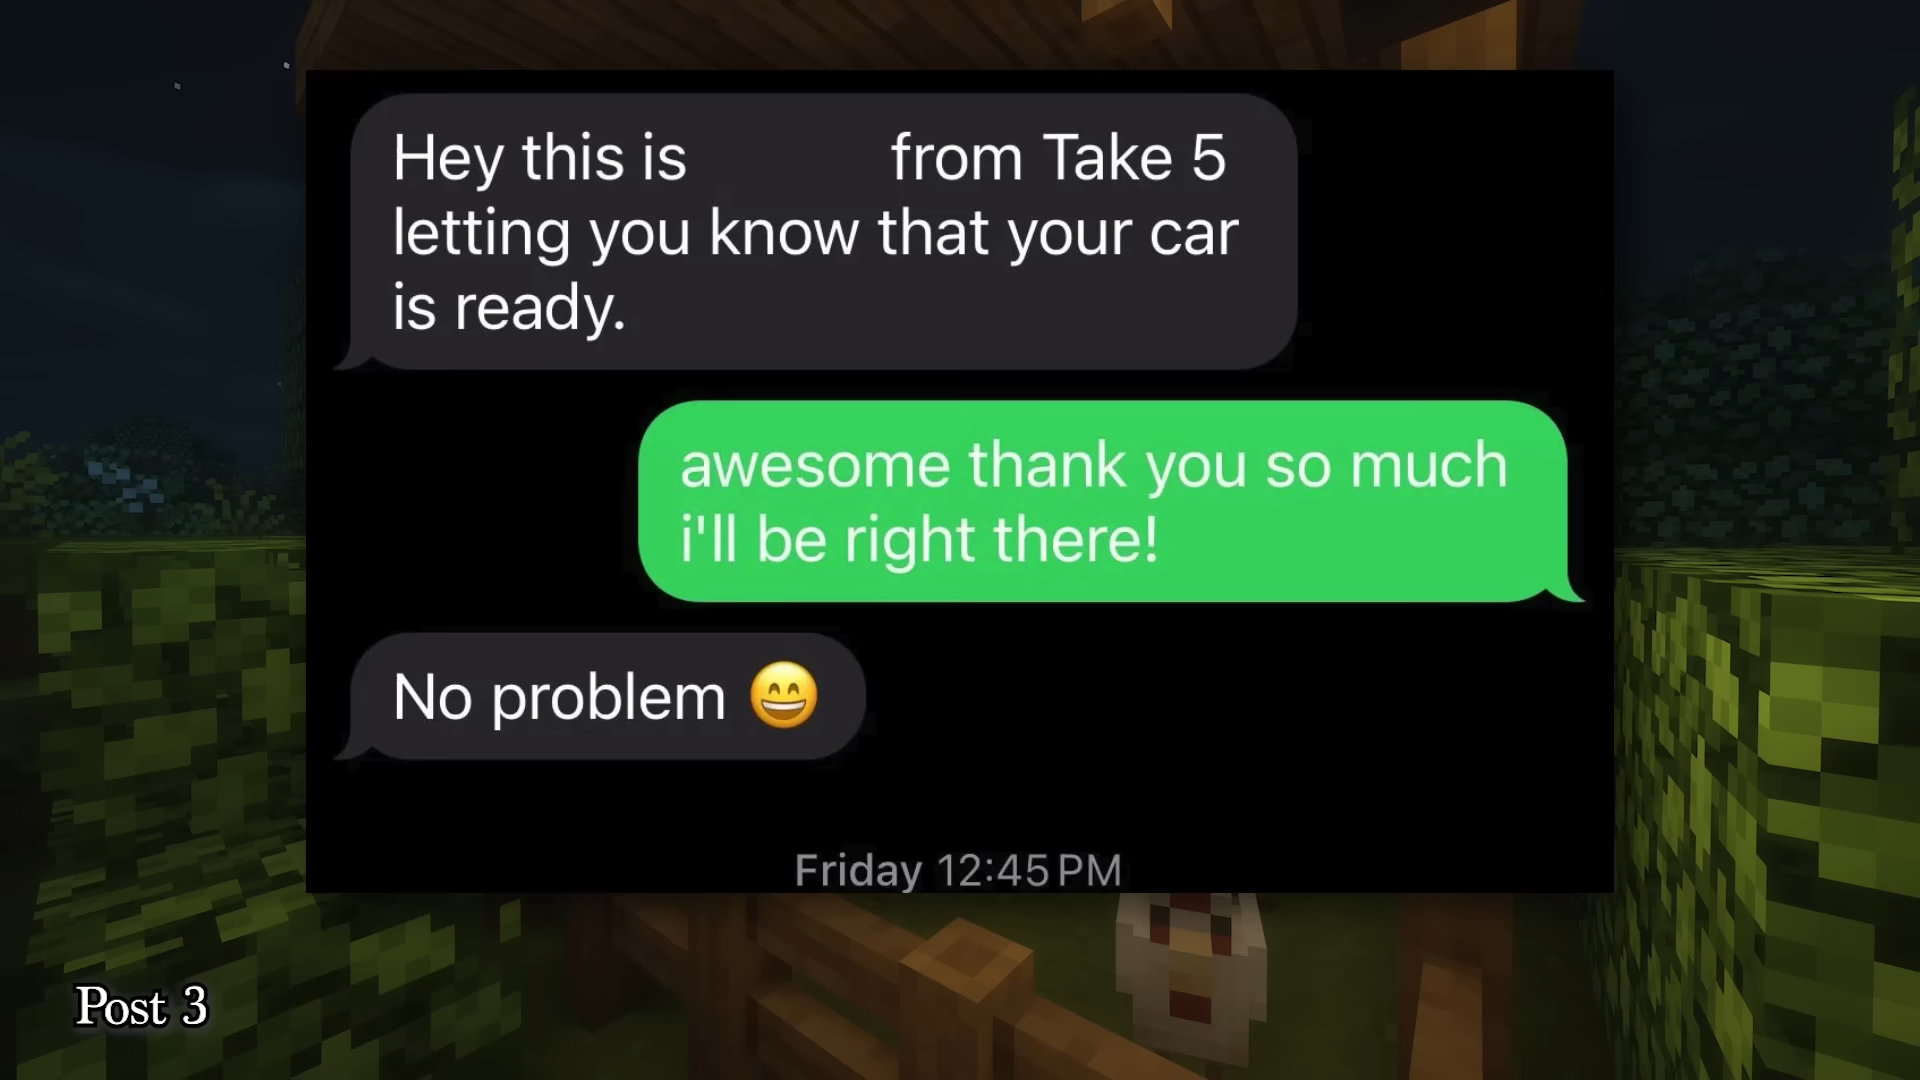 Hey this is from Take 5
letting you know that your car
is ready.
awesome thank you so much
i'll be right there!
No problem 😄
Friday 12:45 PM
Post 3